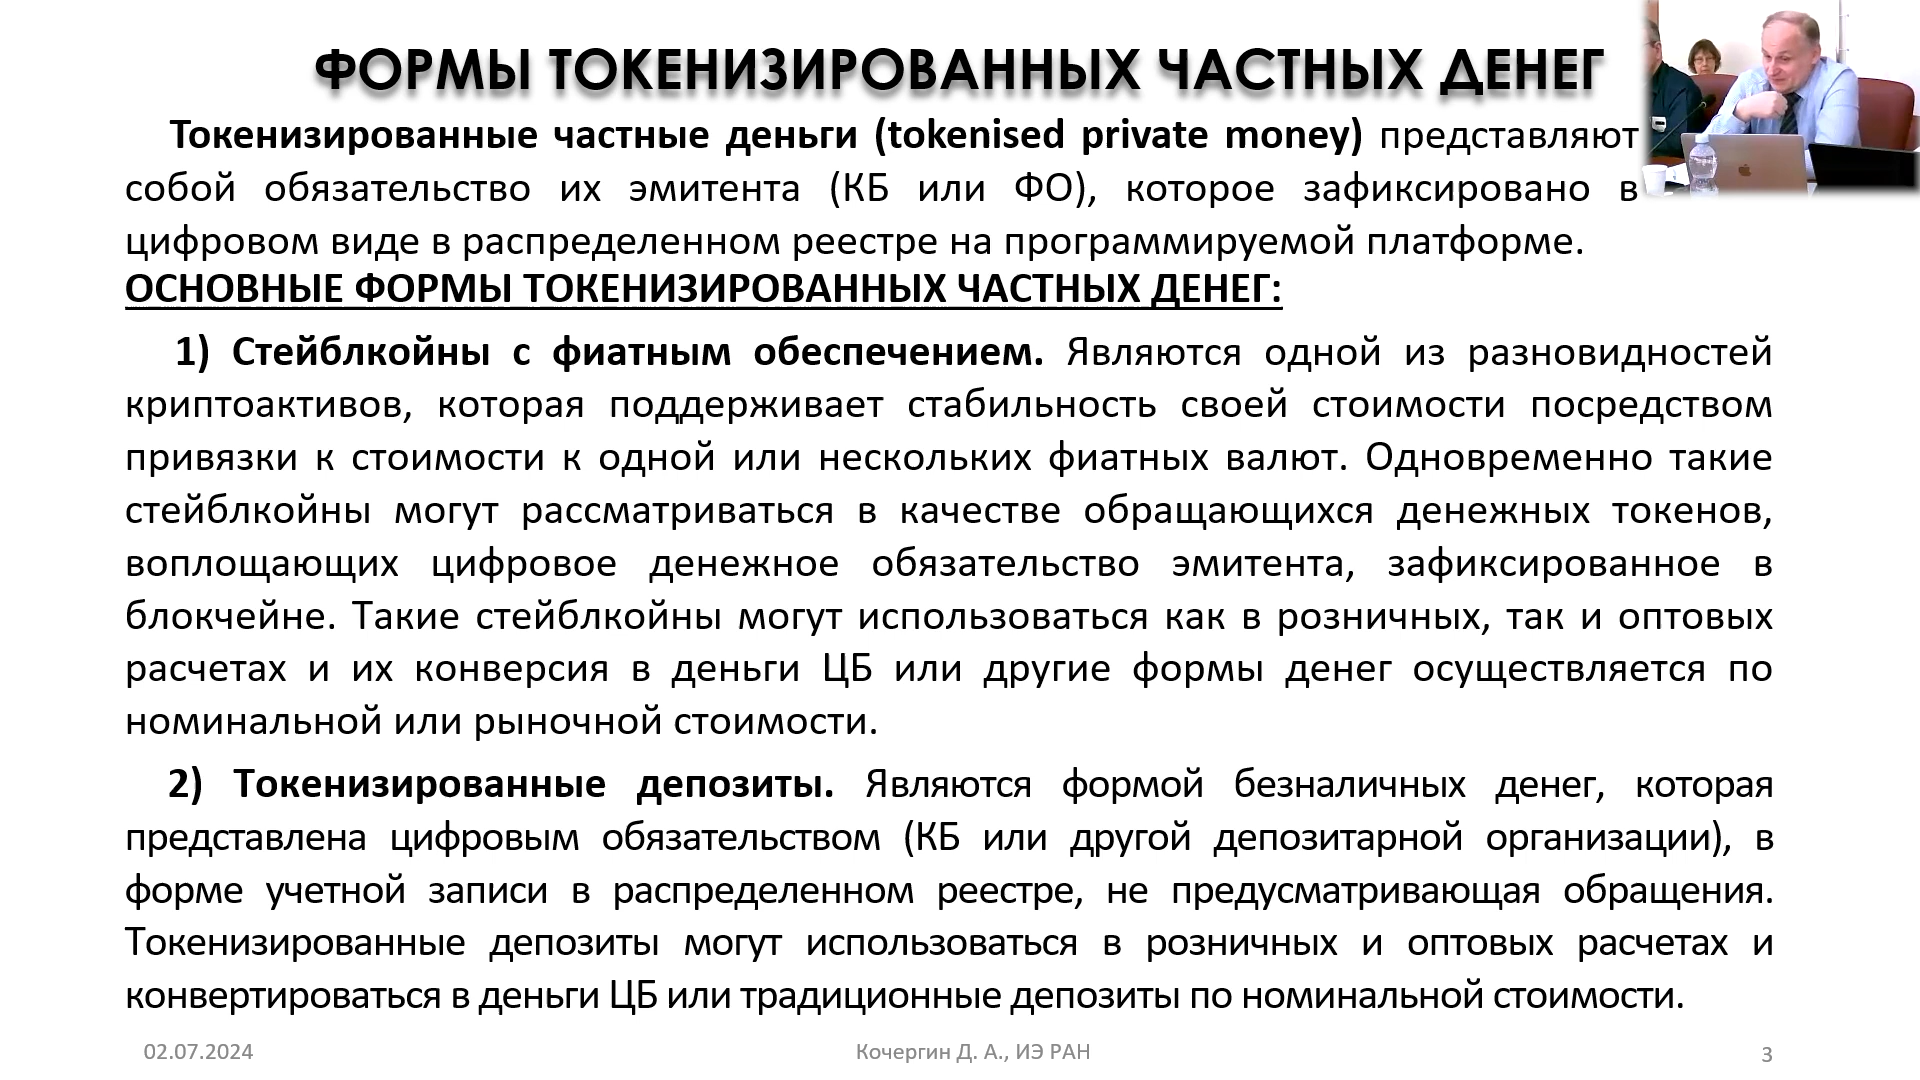 ФОРМЫ ТОКЕНИЗИРОВАННЫХ ЧАСТНЫХ ДЕНЕГ
Токенизированные частные деньги (tokenised private money) представляют
собой обязательство их эмитента (КБ или ФО), которое зафиксировано в
цифровом виде в распределенном реестре на программируемой платформе.
ОСНОВНЫЕ ФОРМЫ ТОКЕНИЗИРОВАННЫХ ЧАСТНЫХ ДЕНЕГ:
1) Стейблкойны с фиатным обеспечением. Являются одной из разновидностей
криптоактивов, которая поддерживает стабильность своей стоимости посредством
привязки к стоимости к одной или нескольких фиатных валют. Одновременно такие
стейблкойны могут рассматриваться в качестве обращающихся денежных токенов,
воплощающих цифровое денежное обязательство эмитента, зафиксированное в
блокчейне. Такие стейблкойны могут использоваться как в розничных, так и оптовых
расчетах и их конверсия в деньги ЦБ или другие формы денег осуществляется по
номинальной или рыночной стоимости.
2) Токенизированные депозиты. Являются формой безналичных денег, которая
представлена цифровым обязательством (КБ или другой депозитарной организации), в
форме учетной записи в распределенном реестре, не предусматривающая обращения.
Токенизированные депозиты могут использоваться в розничных и оптовых расчетах и
конвертироваться в деньги ЦБ или традиционные депозиты по номинальной стоимости.
02.07.2024
Кочергин Д. А., ИЭ РАН
3